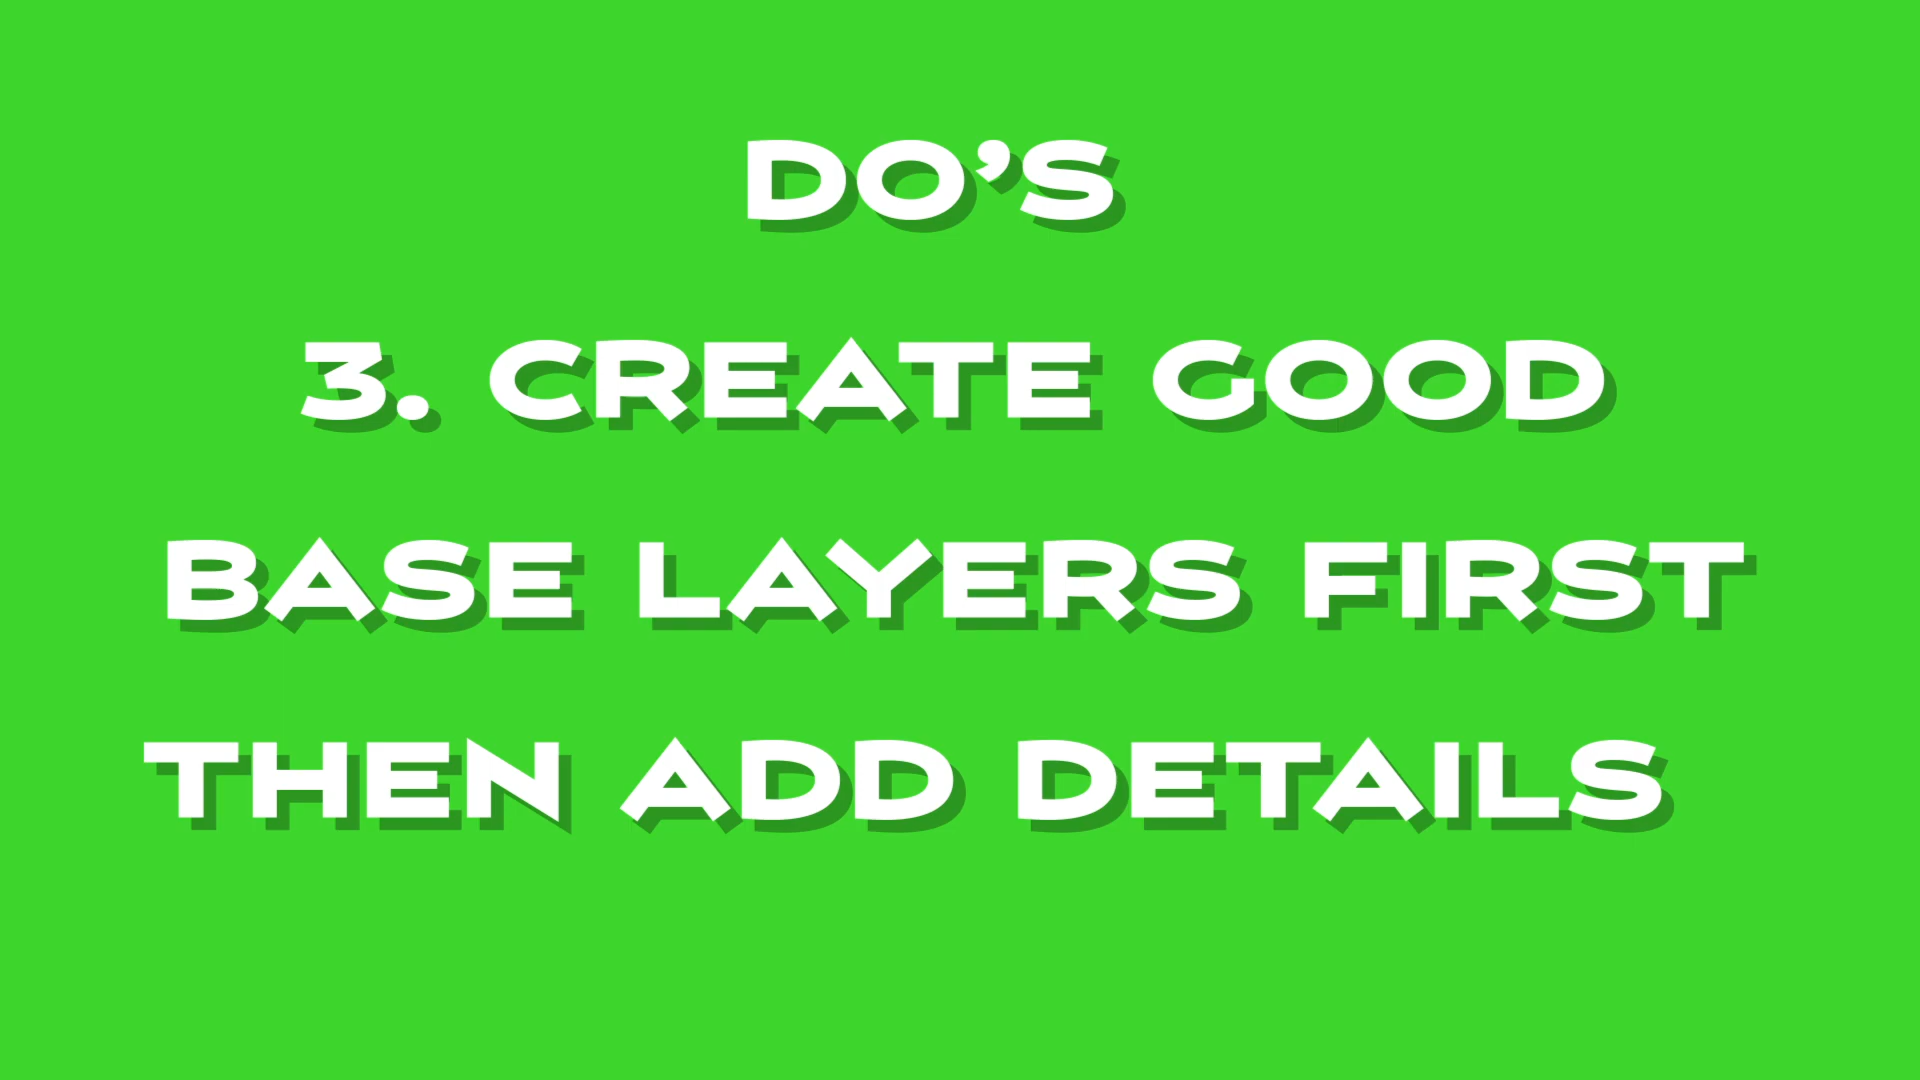 DO’S
3. CREATE GOOD
BASE LAYERS FIRST
THEN ADD DETAILS